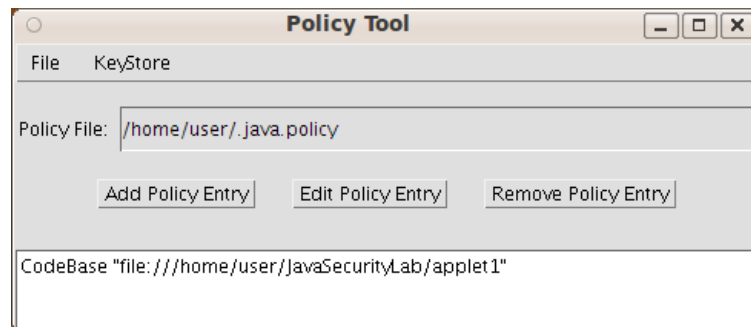 Policy Tool
File KeyStore
Policy File: /home/user/.java.policy
Add Policy Entry Edit Policy Entry Remove Policy Entry
CodeBase "file:///home/user/JavaSecurityLab/applet1"